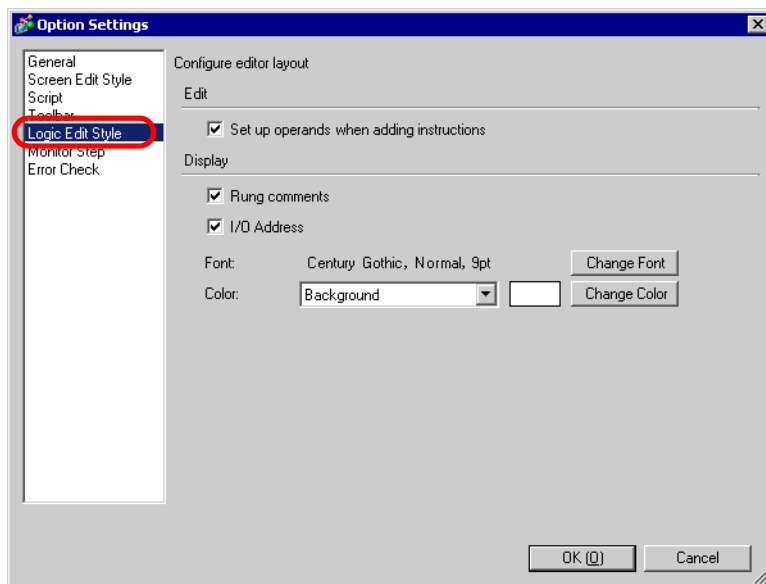 Option Settings
General
Screen Edit Style
Script
Toolbar
Logic Edit Style
Monitor Step
Error Check
Configure editor layout
Edit
Set up operands when adding instructions
Display
Rung comments
I/O Address
Font: Century Gothic, Normal, 9pt Change Font
Color: Background Change Color
OK (O) Cancel